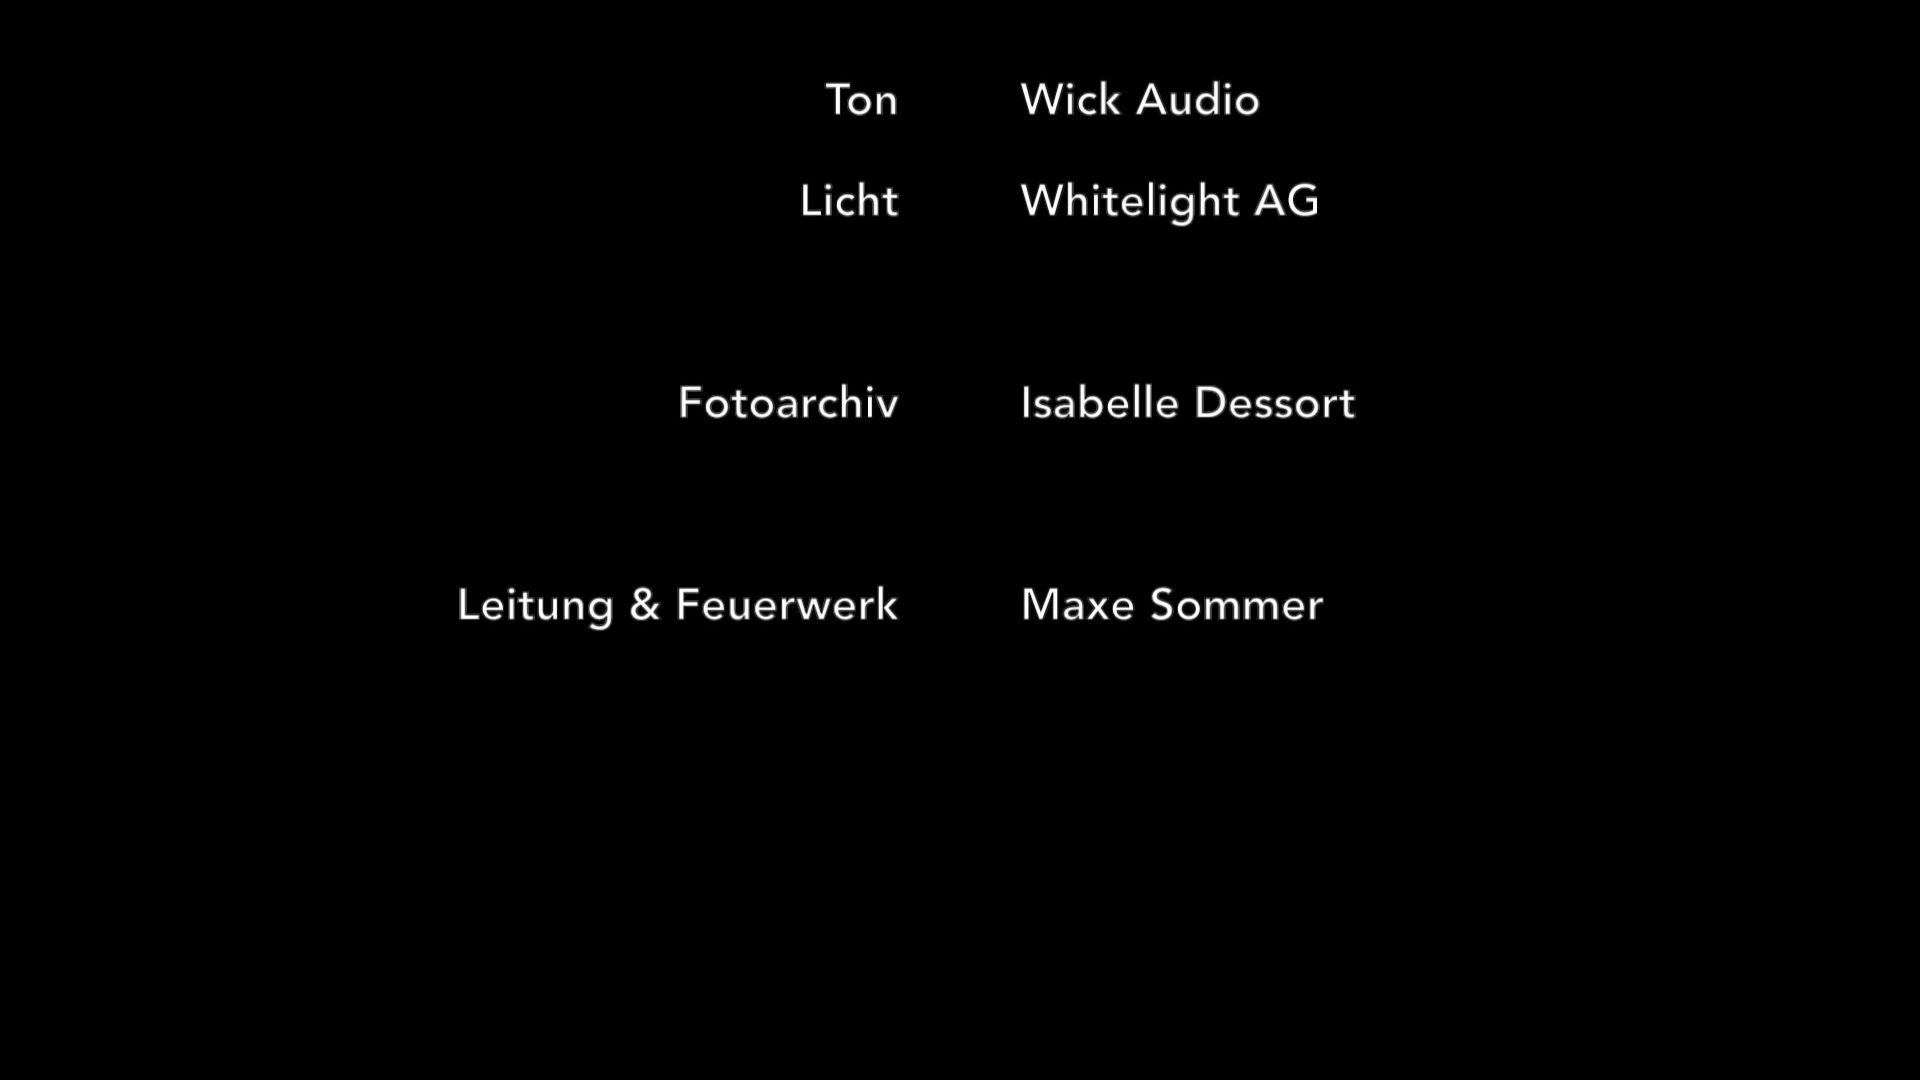 Ton Wick Audio
Licht Whitelight AG
Fotoarchiv Isabelle Dessort
Leitung & Feuerwerk Maxe Sommer